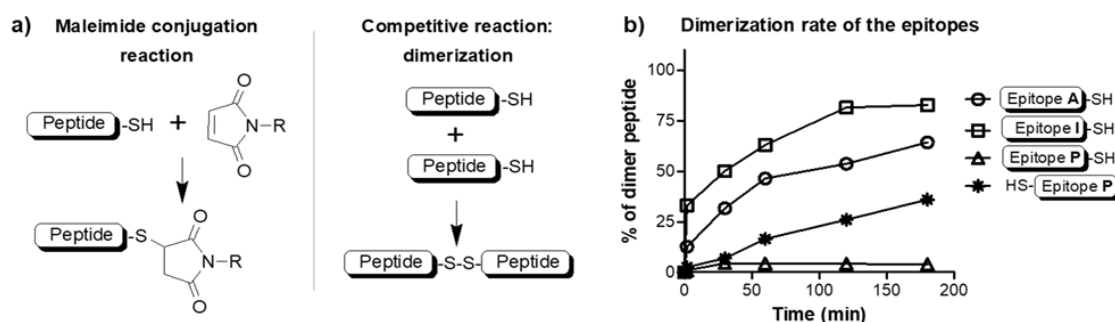 a) Maleimide conjugation reaction
Peptide -SH + O N-R O
Peptide -S O N-R O
Competitive reaction: dimerization
Peptide -SH
+
Peptide -SH
Peptide -S-S- Peptide
b) Dimerization rate of the epitopes
% of dimer peptide
100
75
50
25
0
0 50 100 150 200
Time (min)
Epitope A -SH
Epitope I -SH
Epitope P -SH
HS- Epitope P